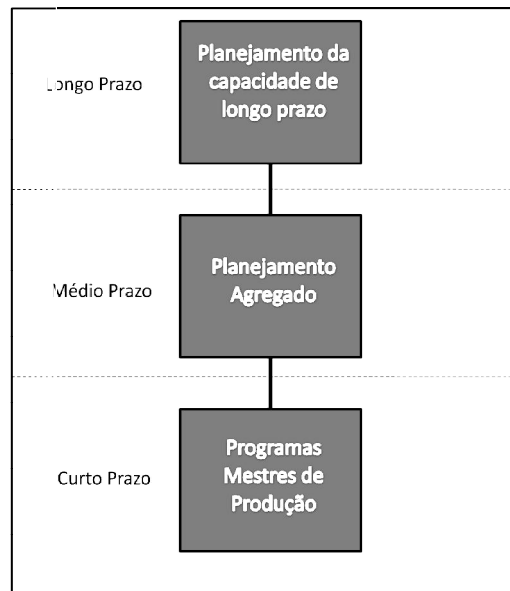 Longo Prazo
Planejamento da
capacidade de
longo prazo
Médio Prazo
Planejamento
Agregado
Curto Prazo
Programas
Mestres de
Produção